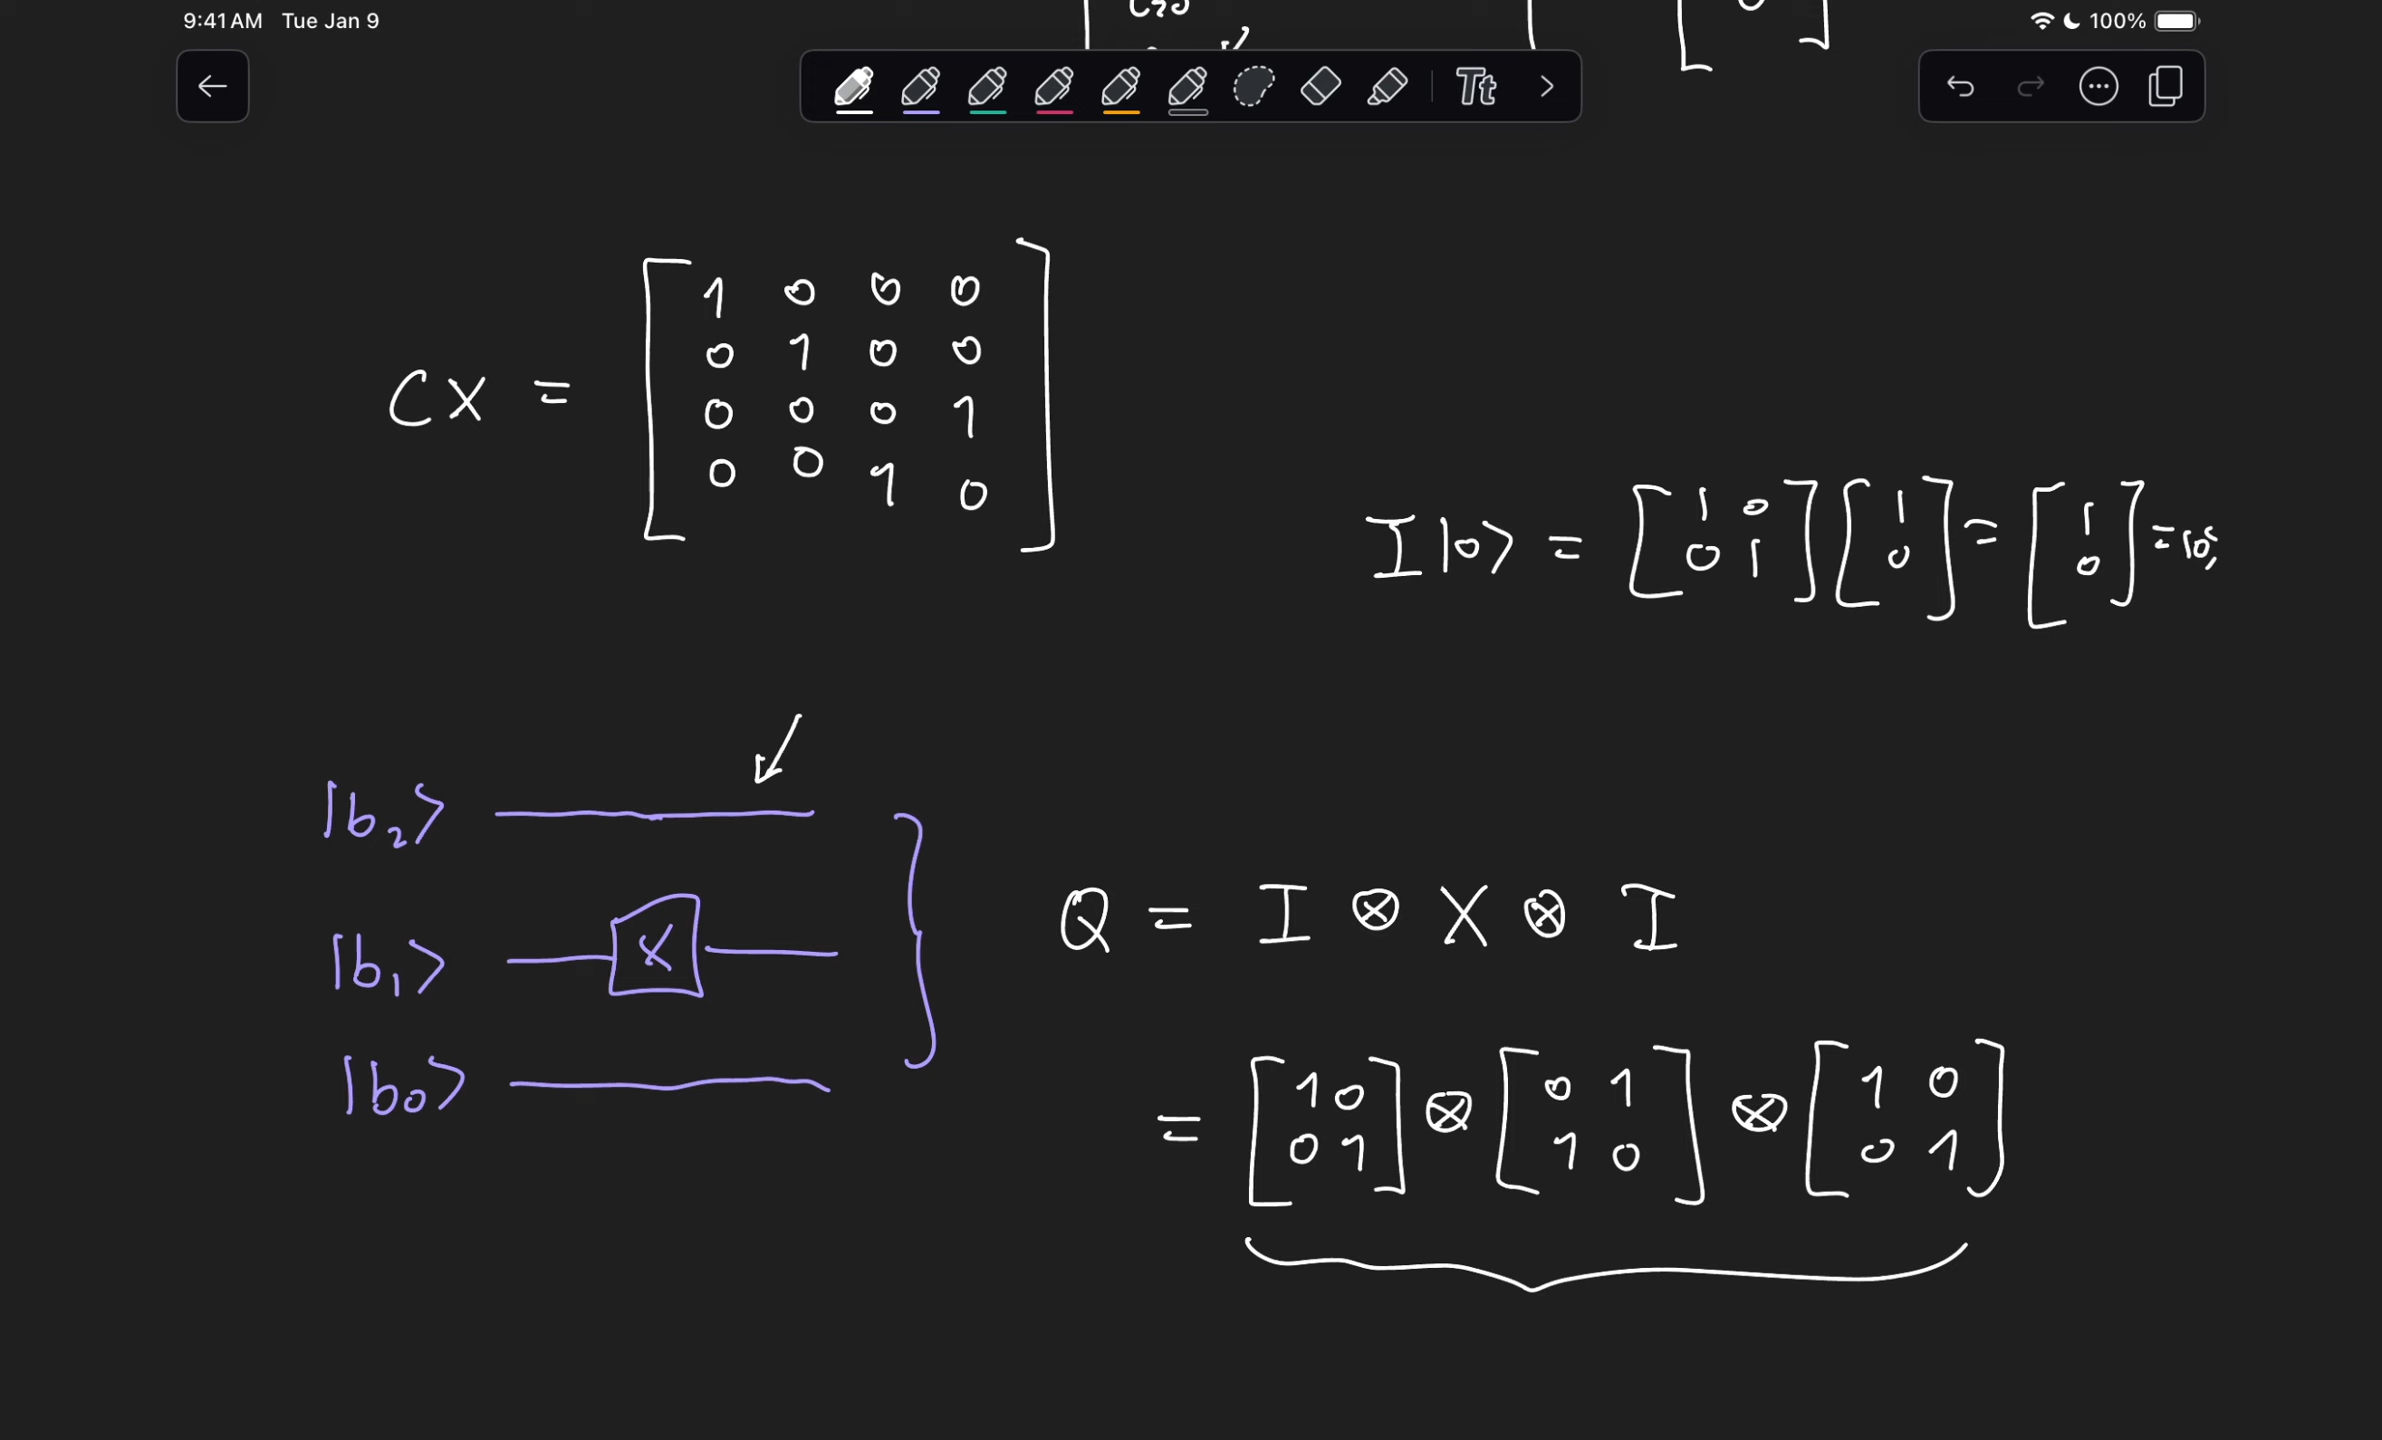 9:41 AM Tue Jan 9
100%
Tt
CX = [1 0 0 0
0 1 0 0
0 0 0 1
0 0 1 0]
I|0⟩ = [1 0
0 1] [1
0] = [1
0] = |0⟩
|b₂⟩
|b₁⟩ X
|b0⟩
Q = I ⊗ X ⊗ I
= [1 0
0 1] ⊗ [0 1
1 0] ⊗ [1 0
0 1]